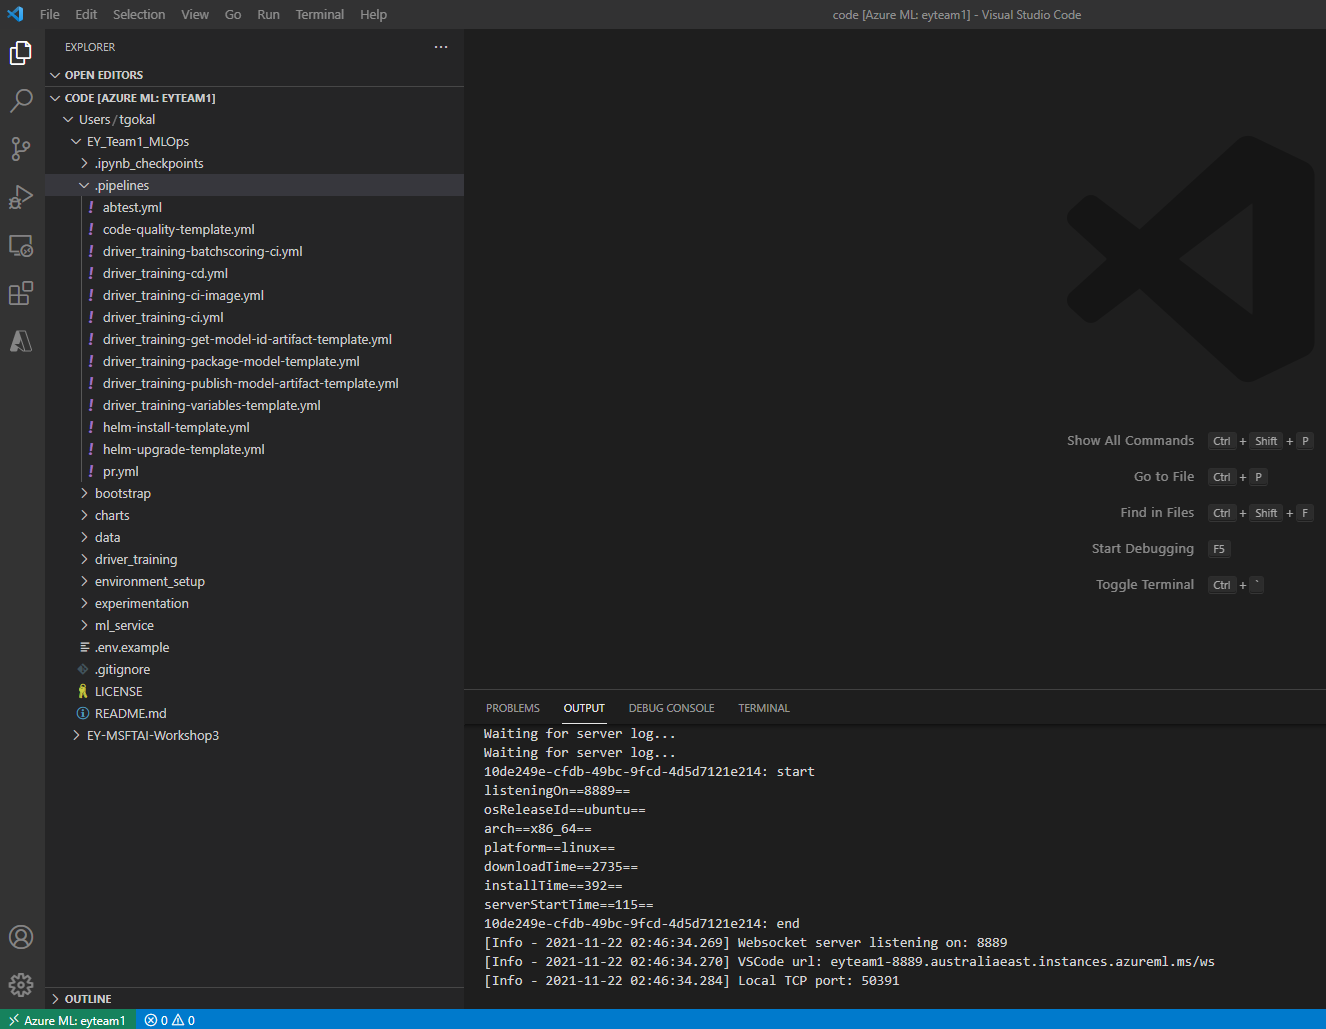 File Edit Selection View Go Run Terminal Help
code [Azure ML: eyteam1] - Visual Studio Code
EXPLORER
OPEN EDITORS
CODE [AZURE ML: EYTEAM1]
Users / tgokal
EY_Team1_MLOps
.ipynb_checkpoints
.pipelines
! abtest.yml
! code-quality-template.yml
! driver_training-batchscoring-ci.yml
! driver_training-cd.yml
! driver_training-ci-image.yml
! driver_training-ci.yml
! driver_training-get-model-id-artifact-template.yml
! driver_training-package-model-template.yml
! driver_training-publish-model-artifact-template.yml
! driver_training-variables-template.yml
! helm-install-template.yml
! helm-upgrade-template.yml
! pr.yml
bootstrap
charts
data
driver_training
environment_setup
experimentation
ml_service
.env.example
.gitignore
LICENSE
README.md
EY-MSFTAI-Workshop3
OUTLINE
Show All Commands Ctrl + Shift + P
Go to File Ctrl + P
Find in Files Ctrl + Shift + F
Start Debugging F5
Toggle Terminal Ctrl + `
PROBLEMS OUTPUT DEBUG CONSOLE TERMINAL
Waiting for server log...
Waiting for server log...
10de249e-cfdb-49bc-9fcd-4d5d7121e214: start
listeningOn==8889==
osReleaseId==ubuntu==
arch==x86_64==
platform==linux==
downloadTime==2735==
installTime==392==
serverStartTime==115==
10de249e-cfdb-49bc-9fcd-4d5d7121e214: end
[Info - 2021-11-22 02:46:34.269] Websocket server listening on: 8889
[Info - 2021-11-22 02:46:34.270] VSCode url: eyteam1-8889.australiaeast.instances.azureml.ms/ws
[Info - 2021-11-22 02:46:34.284] Local TCP port: 50391
Azure ML: eyteam1 0 0